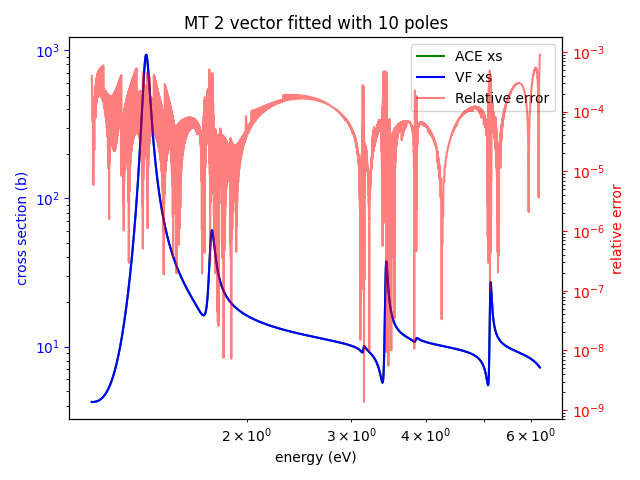 MT 2 vector fitted with 10 poles
ACE xs
VF xs
Relative error
10³
10²
10¹
cross section (b)
10⁻³
10⁻⁴
10⁻⁵
10⁻⁶
10⁻⁷
10⁻⁸
10⁻⁹
relative error
2 × 10⁰
3 × 10⁰
4 × 10⁰
6 × 10⁰
energy (eV)